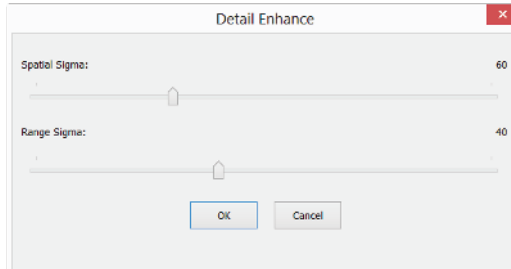 Detail Enhance
Spatial Sigma: 60
Range Sigma: 40
OK Cancel